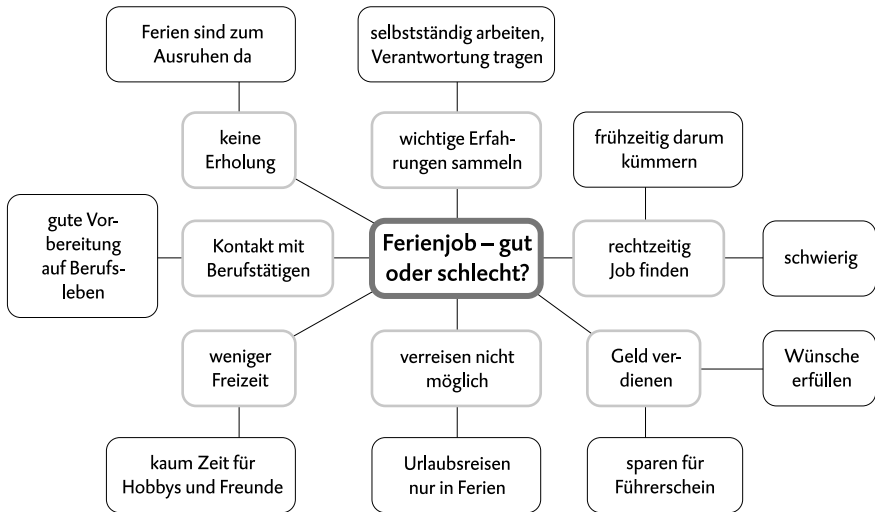 Ferien sind zum
Ausruhen da
selbstständig arbeiten,
Verantwortung tragen
keine
Erholung
wichtige Erfah-
rungen sammeln
frühzeitig darum
kümmern
gute Vor-
bereitung
auf Berufs-
leben
Kontakt mit
Berufstätigen
Ferienjob – gut
oder schlecht?
rechtzeitig
Job finden
schwierig
weniger
Freizeit
verreisen nicht
möglich
Geld ver-
dienen
Wünsche
erfüllen
kaum Zeit für
Hobbys und Freunde
Urlaubsreisen
nur in Ferien
sparen für
Führerschein